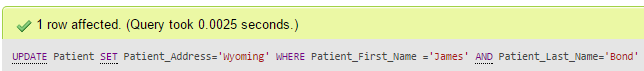 1 row affected. (Query took 0.0025 seconds.)
UPDATE Patient SET Patient_Address='Wyoming' WHERE Patient_First_Name ='James' AND Patient_Last_Name='Bond'